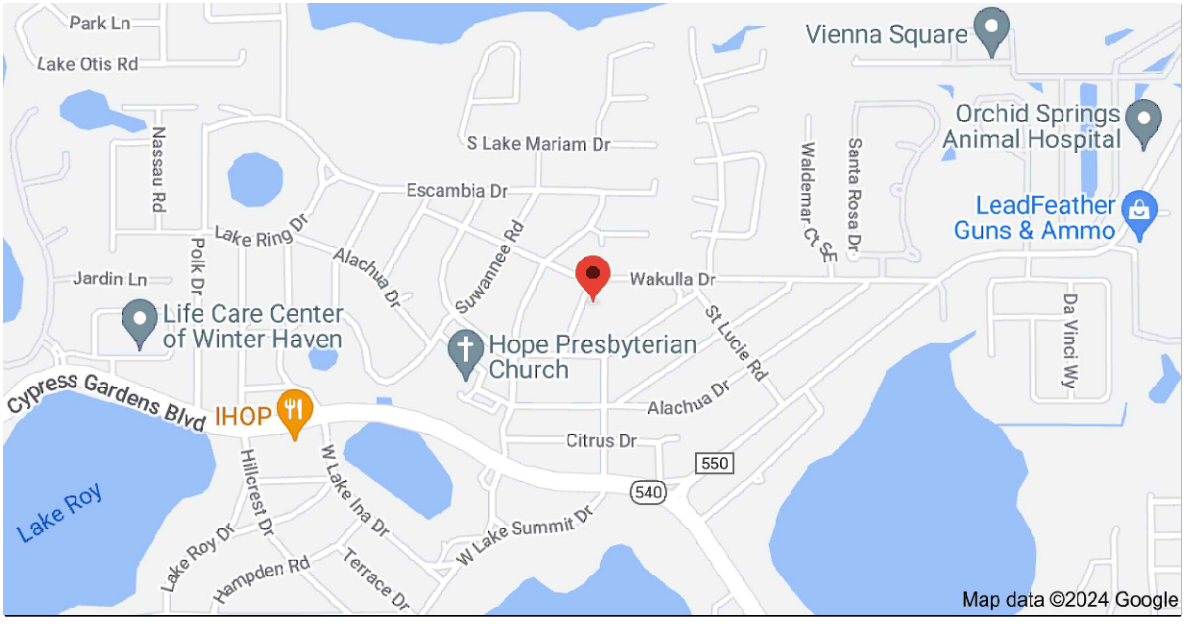 Park Ln
Vienna Square
Lake Otis Rd
Orchid Springs
Animal Hospital
Nassau Rd
S Lake Mariam Dr
Waldemar Ct SE
Santa Rosa Dr
Escambia Dr
LeadFeather
Guns & Ammo
Lake Ring Dr
Polk Dr
Alachua Dr
Suwannee Rd
Jardin Ln
Wakulla Dr
Life Care Center
of Winter Haven
St Lucie Rd
Da Vinci Wy
Hope Presbyterian
Church
Cypress Gardens Blvd
IHOP
Alachua Dr
Citrus Dr
550
540
Hillcrest Dr
W Lake Ina Dr
Lake Roy
W Lake Summit Dr
Lake Roy Dr
Hampden Rd
Terrace Dr
Map data ©2024 Google